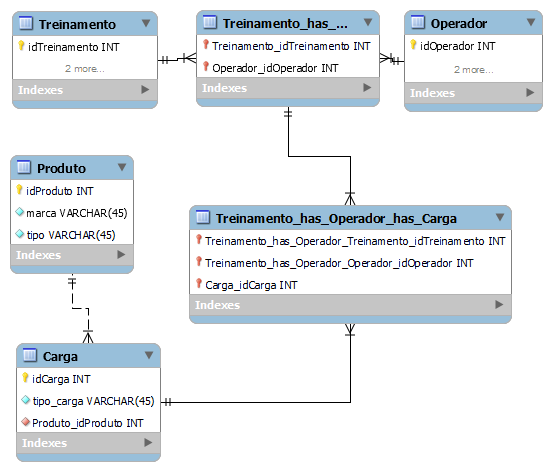 Treinamento
idTreinamento INT
2 more...
Indexes
Treinamento_has_...
Treinamento_idTreinamento INT
Operador_idOperador INT
Indexes
Operador
idOperador INT
2 more...
Indexes
Produto
idProduto INT
marca VARCHAR(45)
tipo VARCHAR(45)
Indexes
Treinamento_has_Operador_has_Carga
Treinamento_has_Operador_Treinamento_idTreinamento INT
Treinamento_has_Operador_Operador_idOperador INT
Carga_idCarga INT
Indexes
Carga
idCarga INT
tipo_carga VARCHAR(45)
Produto_idProduto INT
Indexes